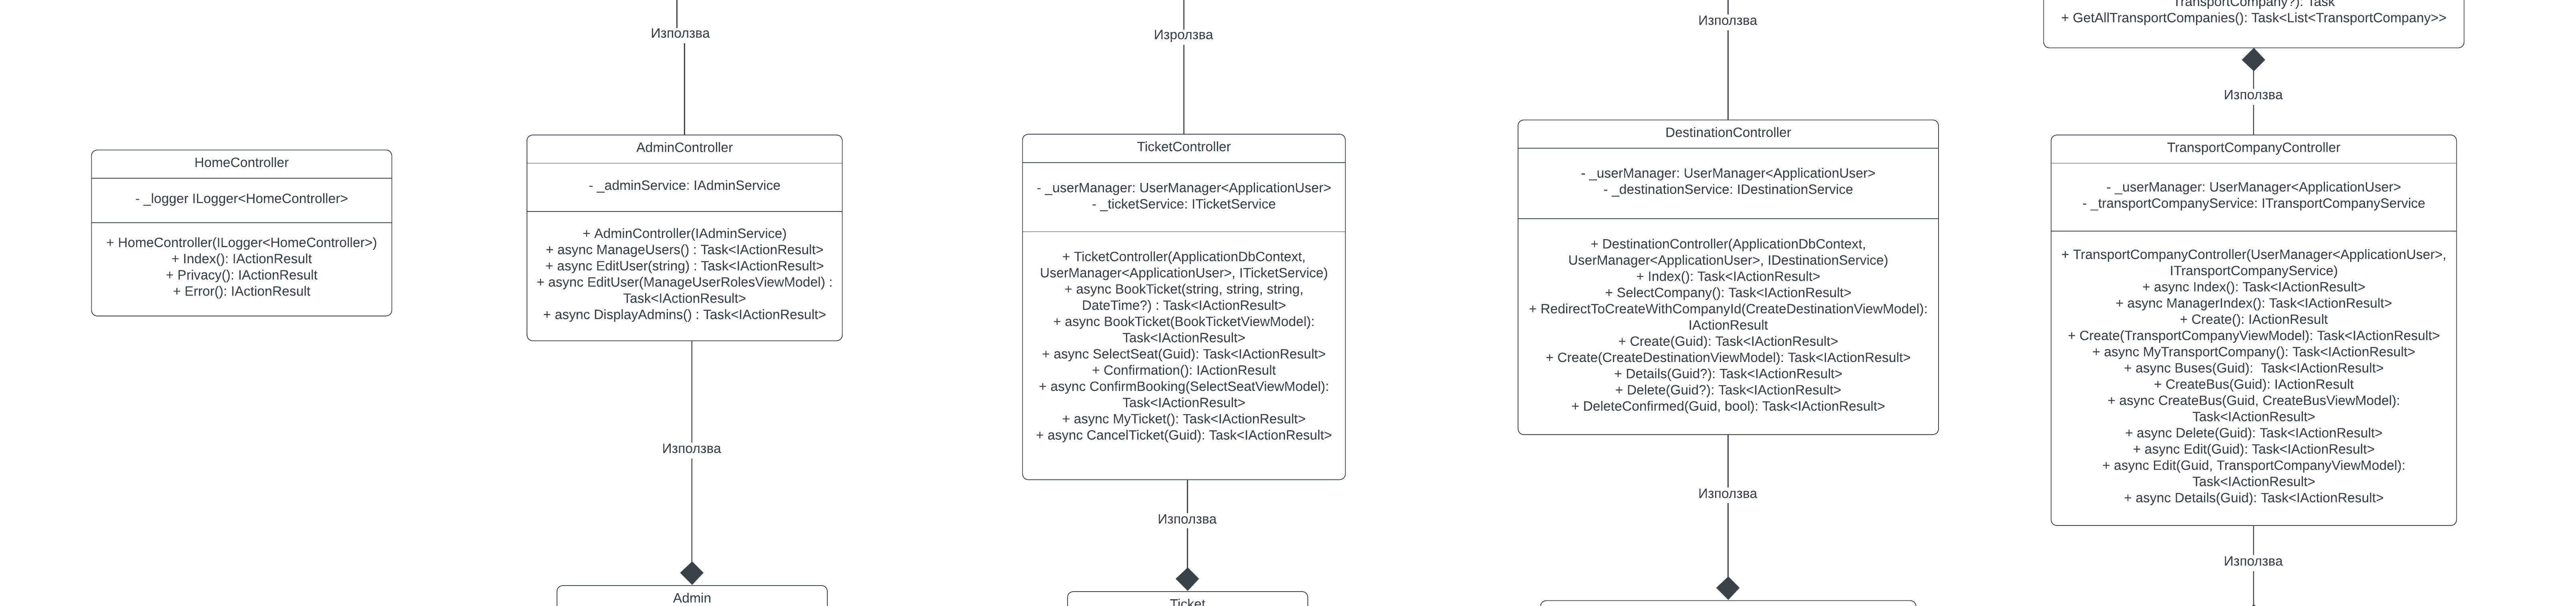 TransportCompany?): Task
+ GetAllTransportCompanies(): Task<List<TransportCompany>>
Използва
Изролзва
Използва
Използва
HomeController
- _logger ILogger<HomeController>
+ HomeController(ILogger<HomeController>)
+ Index(): IActionResult
+ Privacy(): IActionResult
+ Error(): IActionResult
AdminController
- _adminService: IAdminService
+ AdminController(IAdminService)
+ async ManageUsers() : Task<IActionResult>
+ async EditUser(string) : Task<IActionResult>
+ async EditUser(ManageUserRolesViewModel) :
Task<IActionResult>
+ async DisplayAdmins() : Task<IActionResult>
Използва
Admin
TicketController
- _userManager: UserManager<ApplicationUser>
- _ticketService: ITicketService
+ TicketController(ApplicationDbContext,
UserManager<ApplicationUser>, ITicketService)
+ async BookTicket(string, string, string,
DateTime?) : Task<IActionResult>
+ async BookTicket(BookTicketViewModel):
Task<IActionResult>
+ async SelectSeat(Guid): Task<IActionResult>
+ Confirmation(): IActionResult
+ async ConfirmBooking(SelectSeatViewModel):
Task<IActionResult>
+ async MyTicket(): Task<IActionResult>
+ async CancelTicket(Guid): Task<IActionResult>
Използва
Ticket
DestinationController
- _userManager: UserManager<ApplicationUser>
- _destinationService: IDestinationService
+ DestinationController(ApplicationDbContext,
UserManager<ApplicationUser>, IDestinationService)
+ Index(): Task<IActionResult>
+ SelectCompany(): Task<IActionResult>
+ RedirectToCreateWithCompanyId(CreateDestinationViewModel):
IActionResult
+ Create(Guid): Task<IActionResult>
+ Create(CreateDestinationViewModel): Task<IActionResult>
+ Details(Guid?): Task<IActionResult>
+ Delete(Guid?): Task<IActionResult>
+ DeleteConfirmed(Guid, bool): Task<IActionResult>
Използва
TransportCompanyController
- _userManager: UserManager<ApplicationUser>
- _transportCompanyService: ITransportCompanyService
+ TransportCompanyController(UserManager<ApplicationUser>,
ITransportCompanyService)
+ async Index(): Task<IActionResult>
+ async ManagerIndex(): Task<IActionResult>
+ Create(): IActionResult
+ Create(TransportCompanyViewModel): Task<IActionResult>
+ async MyTransportCompany(): Task<IActionResult>
+ async Buses(Guid):  Task<IActionResult>
+ CreateBus(Guid): IActionResult
+ async CreateBus(Guid, CreateBusViewModel):
Task<IActionResult>
+ async Delete(Guid): Task<IActionResult>
+ async Edit(Guid): Task<IActionResult>
+ async Edit(Guid, TransportCompanyViewModel):
Task<IActionResult>
+ async Details(Guid): Task<IActionResult>
Използва